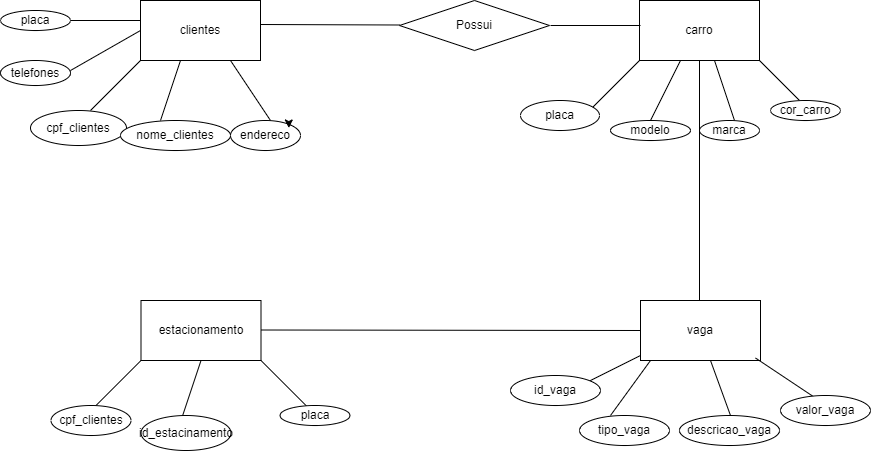 placa
clientes
Possui
carro
telefones
cpf_clientes
nome_clientes
endereco
placa
modelo
marca
cor_carro
estacionamento
vaga
cpf_clientes
id_estacinamento
placa
id_vaga
tipo_vaga
descricao_vaga
valor_vaga